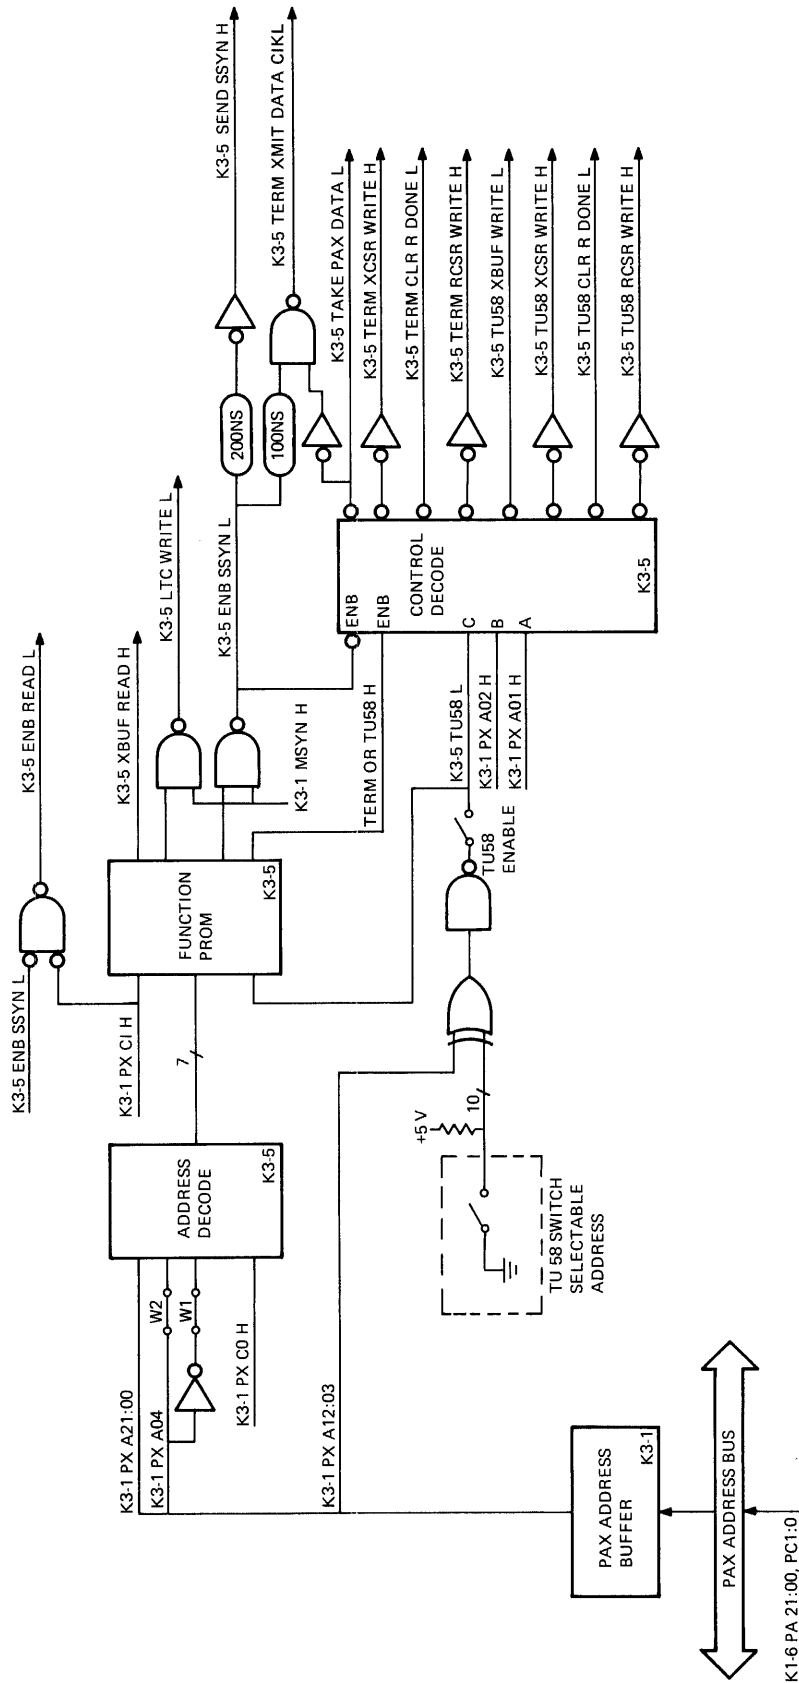 K3-5 ENB SSYN L
K3-1 PX CI H
K3-5 ENB READ L
K3-5 XBUF READ H
K3-5 LTC WRITE L
K3-5 ENB SSYN L
K3-5 SEND SSYN H
K3-5 TERM XMIT DATA CIKL
200NS
100NS
K3-1 MSYN H
TERM OR TU58 H
FUNCTION
PROM
K3-5
7
ADDRESS
DECODE
K3-5
K3-1 PX A21:00
K3-1 PX A04
W2
W1
K3-1 PX C0 H
K3-1 PX A12:03
+5 V
10
TU 58 SWITCH
SELECTABLE
ADDRESS
TU58
ENABLE
K3-5 TU58 L
K3-1 PX A02 H
K3-1 PX A01 H
ENB
ENB
C
B
A
CONTROL
DECODE
K3-5
K3-5 TAKE PAX DATA L
K3-5 TERM XCSR WRITE H
K3-5 TERM CLR R DONE L
K3-5 TERM RCSR WRITE H
K3-5 TU58 XBUF WRITE L
K3-5 TU58 XCSR WRITE H
K3-5 TU58 CLR R DONE L
K3-5 TU58 RCSR WRITE H
PAX ADDRESS
BUFFER
K3-1
PAX ADDRESS BUS
K1-6 PA 21:00, PC1:0